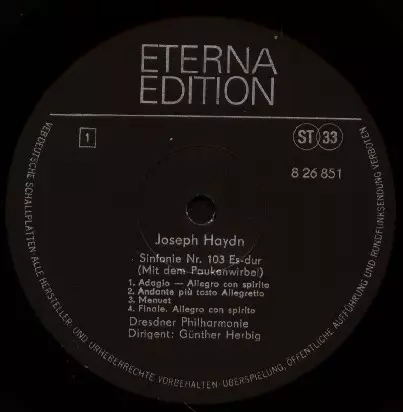 ETERNA
EDITION
1
ST 33
8 26 851
Joseph Haydn
Sinfonie Nr. 103 Es-dur
(Mit dem Paukenwirbel)
1. Adagio — Allegro con spirito
2. Andante più tosto Allegretto
3. Menuet
4. Finale. Allegro con spirito
Dresdner Philharmonie
Dirigent: Günther Herbig
VEB DEUTSCHE SCHALLPLATTEN ALLE HERSTELLER- UND URHEBERRECHTE VORBEHALTEN · ÜBERSPIELUNG, ÖFFENTLICHE AUFFÜHRUNG UND RUNDFUNKSENDUNG VERBOTEN